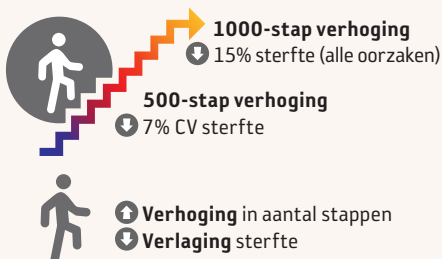 1000-stap verhoging
15% sterfte (alle oorzaken)
500-stap verhoging
7% CV sterfte
Verhoging in aantal stappen
Verlaging sterfte